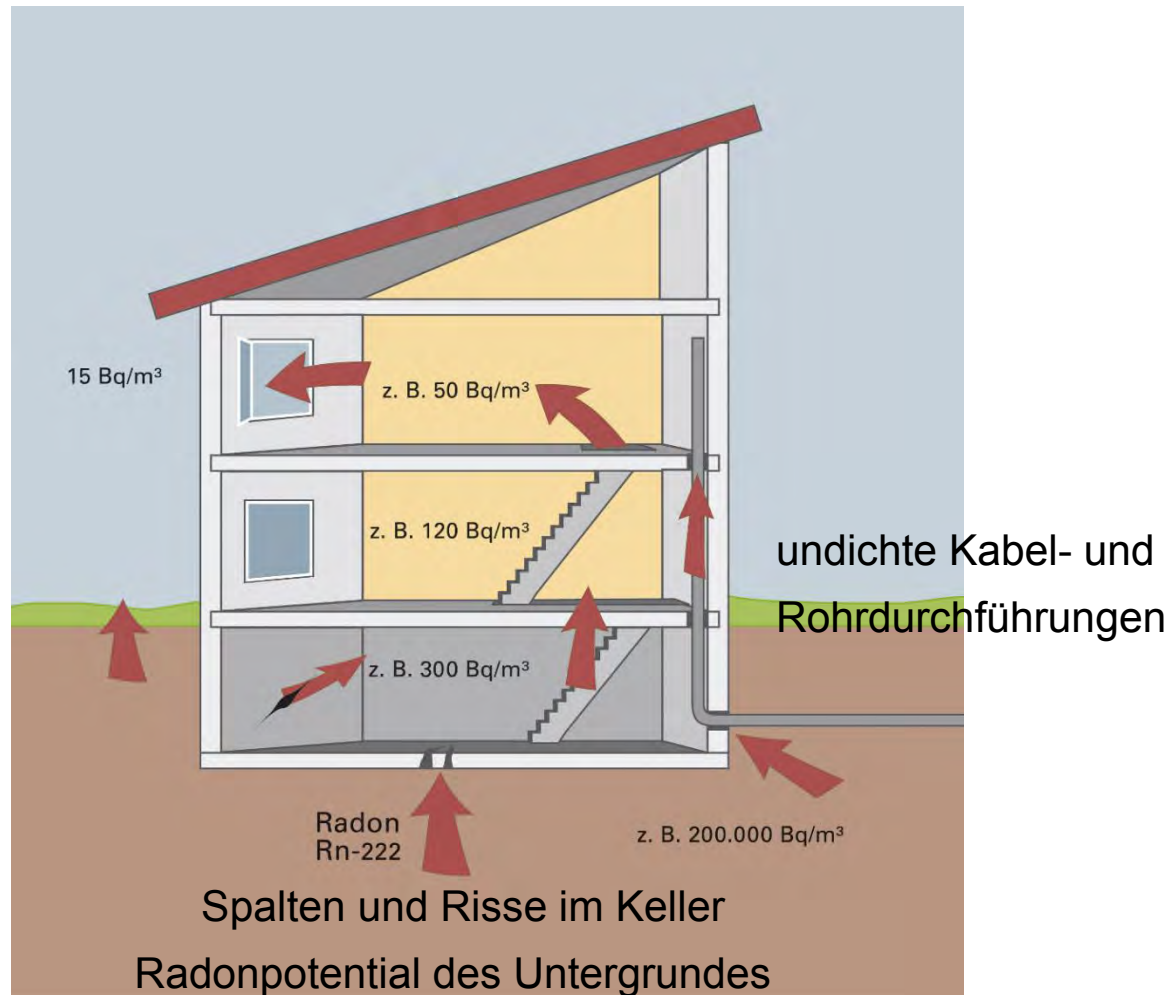 15 Bq/m³
z. B. 50 Bq/m³
z. B. 120 Bq/m³
undichte Kabel- und
Rohrdurchführungen
z. B. 300 Bq/m³
Radon
Rn-222
z. B. 200.000 Bq/m³
Spalten und Risse im Keller
Radonpotential des Untergrundes